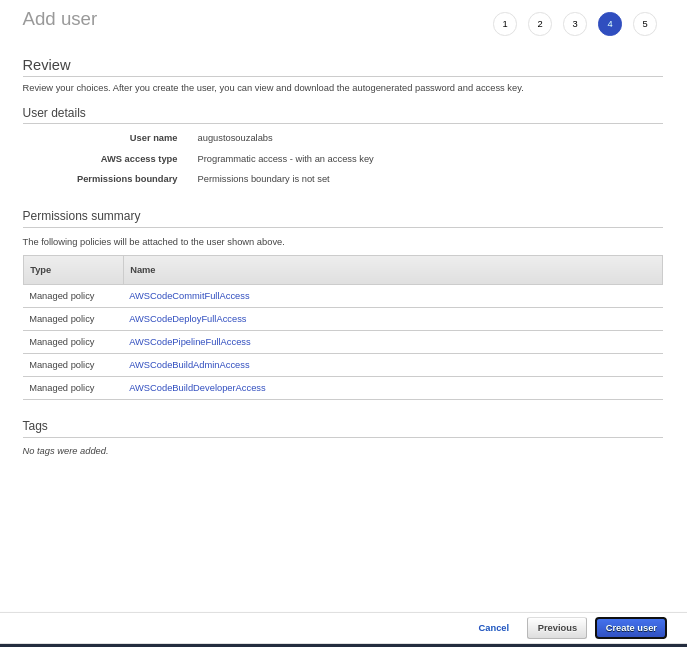 Add user
1 2 3 4 5
Review
Review your choices. After you create the user, you can view and download the autogenerated password and access key.
User details
User name augustosouzalabs
AWS access type Programmatic access - with an access key
Permissions boundary Permissions boundary is not set
Permissions summary
The following policies will be attached to the user shown above.
Type Name
Managed policy AWSCodeCommitFullAccess
Managed policy AWSCodeDeployFullAccess
Managed policy AWSCodePipelineFullAccess
Managed policy AWSCodeBuildAdminAccess
Managed policy AWSCodeBuildDeveloperAccess
Tags
No tags were added.
Cancel Previous Create user